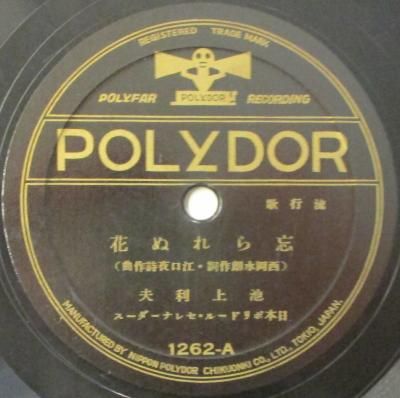 REGISTERED TRADE MARK.
POLYDOR
POLYFAR RECORDING
POLYDOR
流行歌
忘られぬ花
(西岡水朗作詞・江口夜詩作曲)
池上利夫
日本ポリドール・セレナーダース
1262-A
MANUFACTURED BY NIPPON POLYDOR CHIKUONKI CO., LTD., TOKYO, JAPAN.